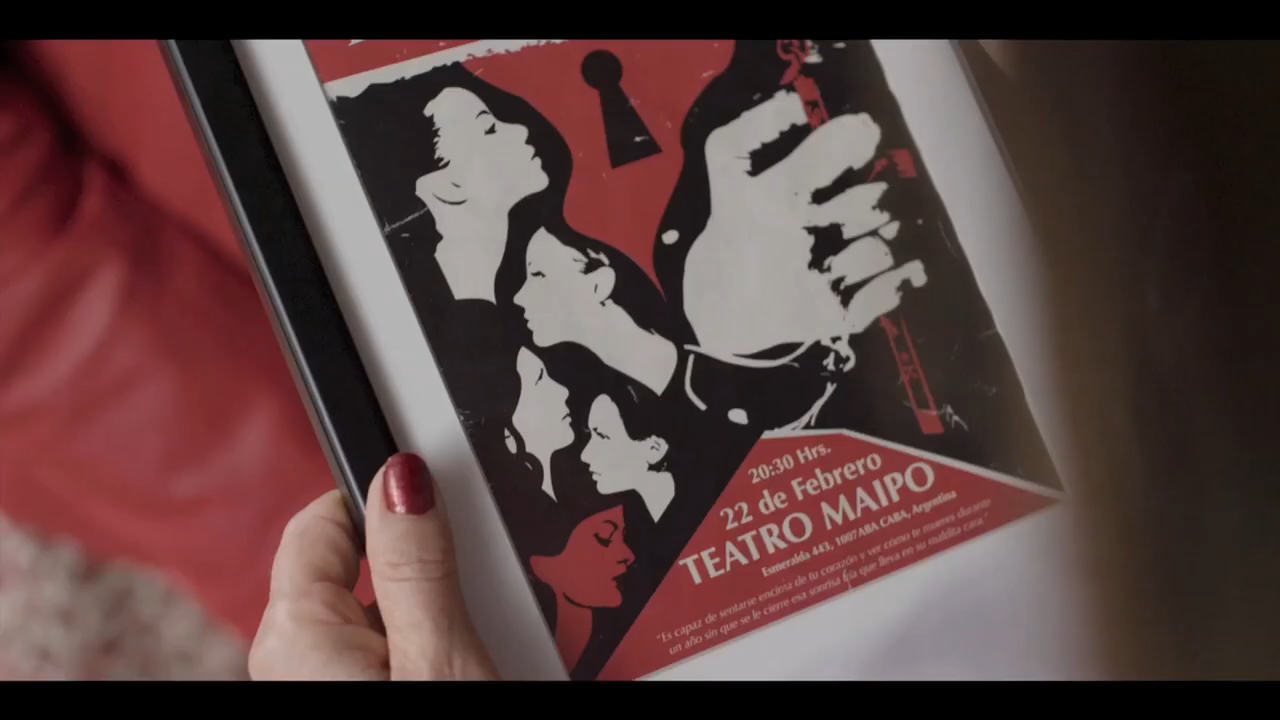 20:30 Hrs.
22 de Febrero
TEATRO MAIPO
Esmeralda 443, 1007ABA CABA, Argentina
"Es capaz de sentarse encima de tu corazón y ver cómo te mueres durante
un año sin que se le cierre esa sonrisa fría que lleva en su maldita cara."